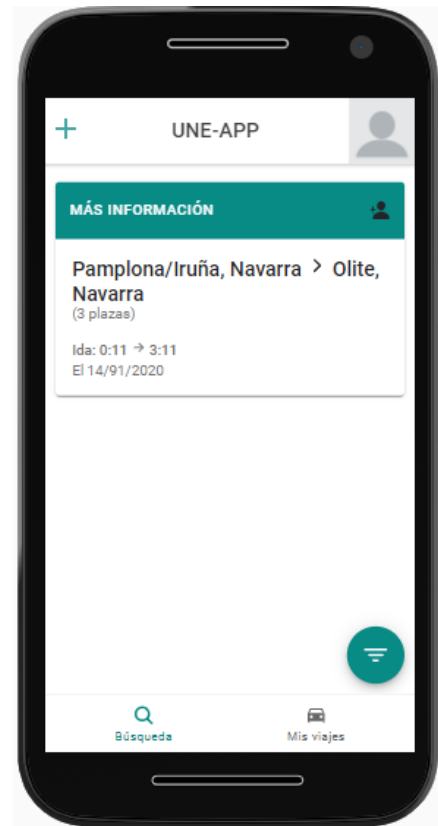 UNE-APP
MÁS INFORMACIÓN
Pamplona/Iruña, Navarra > Olite,
Navarra
(3 plazas)
Ida: 0:11 → 3:11
El 14/91/2020
Búsqueda
Mis viajes